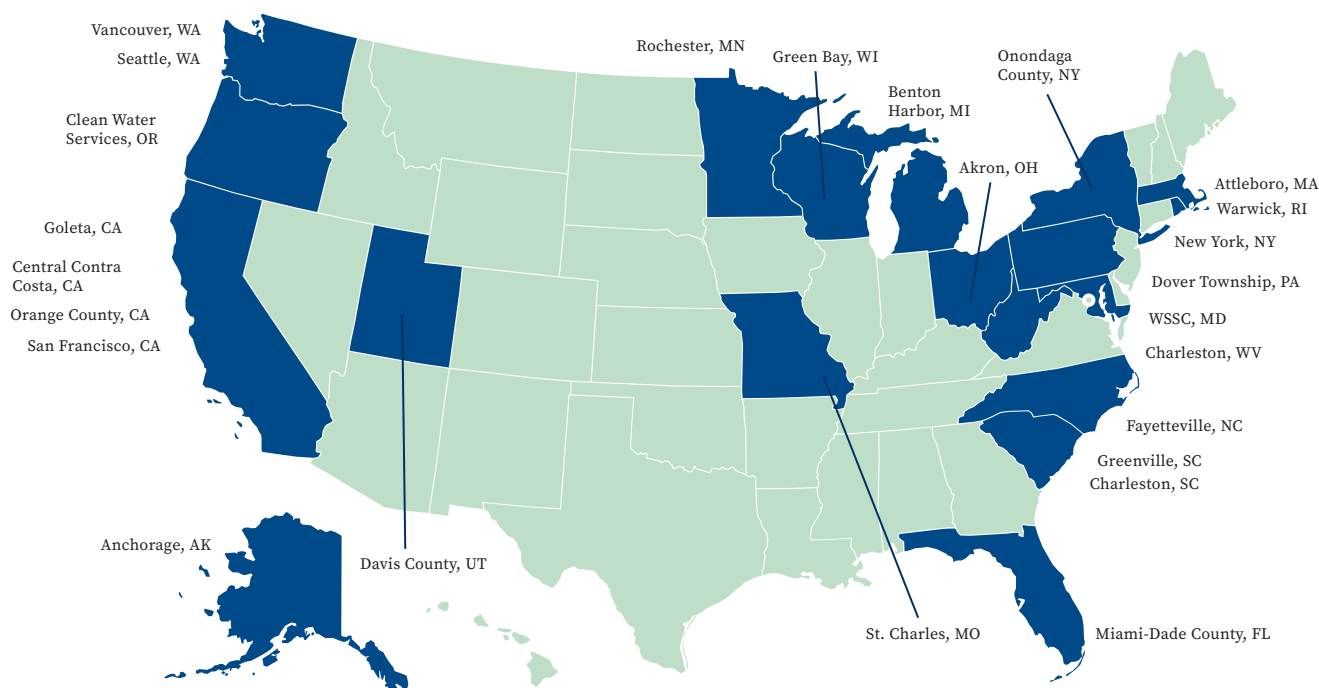 Vancouver, WA
Seattle, WA
Clean Water
Services, OR
Goleta, CA
Central Contra
Costa, CA
Orange County, CA
San Francisco, CA
Anchorage, AK
Davis County, UT
Rochester, MN
Green Bay, WI
Benton
Harbor, MI
Akron, OH
Onondaga
County, NY
Attleboro, MA
Warwick, RI
New York, NY
Dover Township, PA
WSSC, MD
Charleston, WV
Fayetteville, NC
Greenville, SC
Charleston, SC
St. Charles, MO
Miami-Dade County, FL